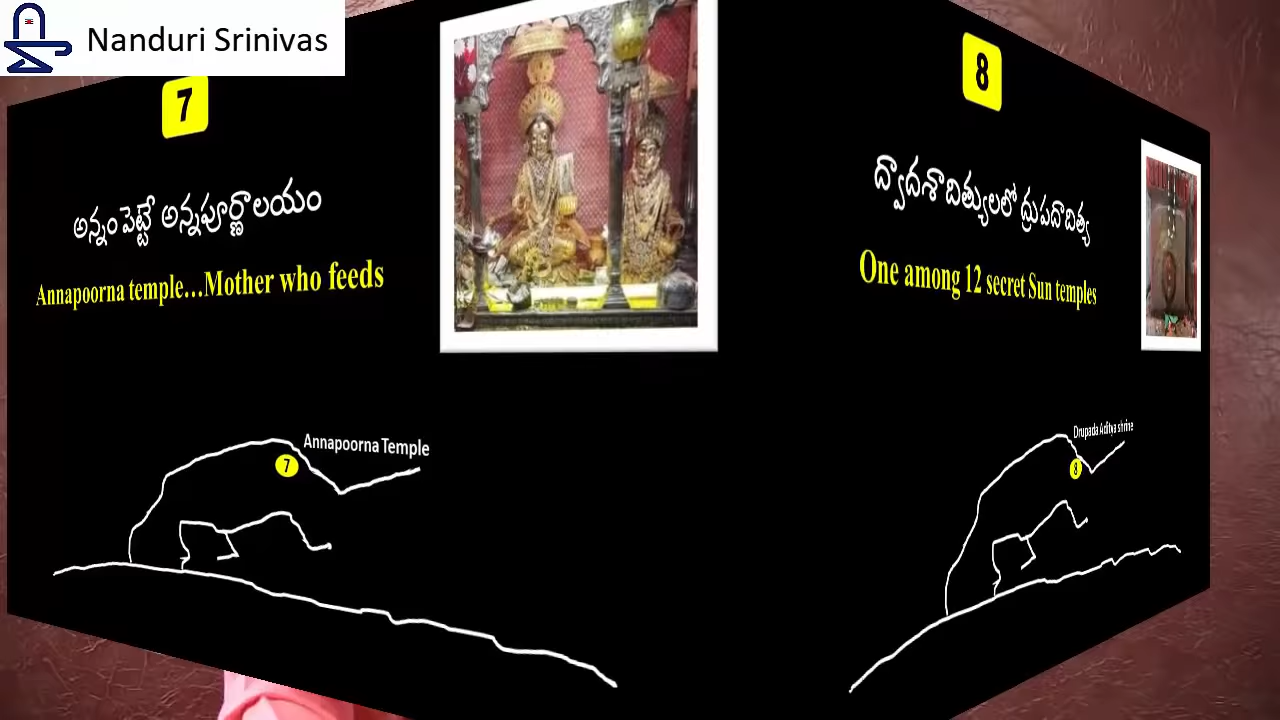 Nanduri Srinivas
7
అన్నం పెట్టే అన్నపూర్ణాలయం
Annapoorna temple...Mother who feeds
Annapoorna Temple
7
8
ద్వాదశాదిత్యులలో ద్రుపదాదిత్య
One among 12 secret Sun temples
Drupada Aditya shrine
8